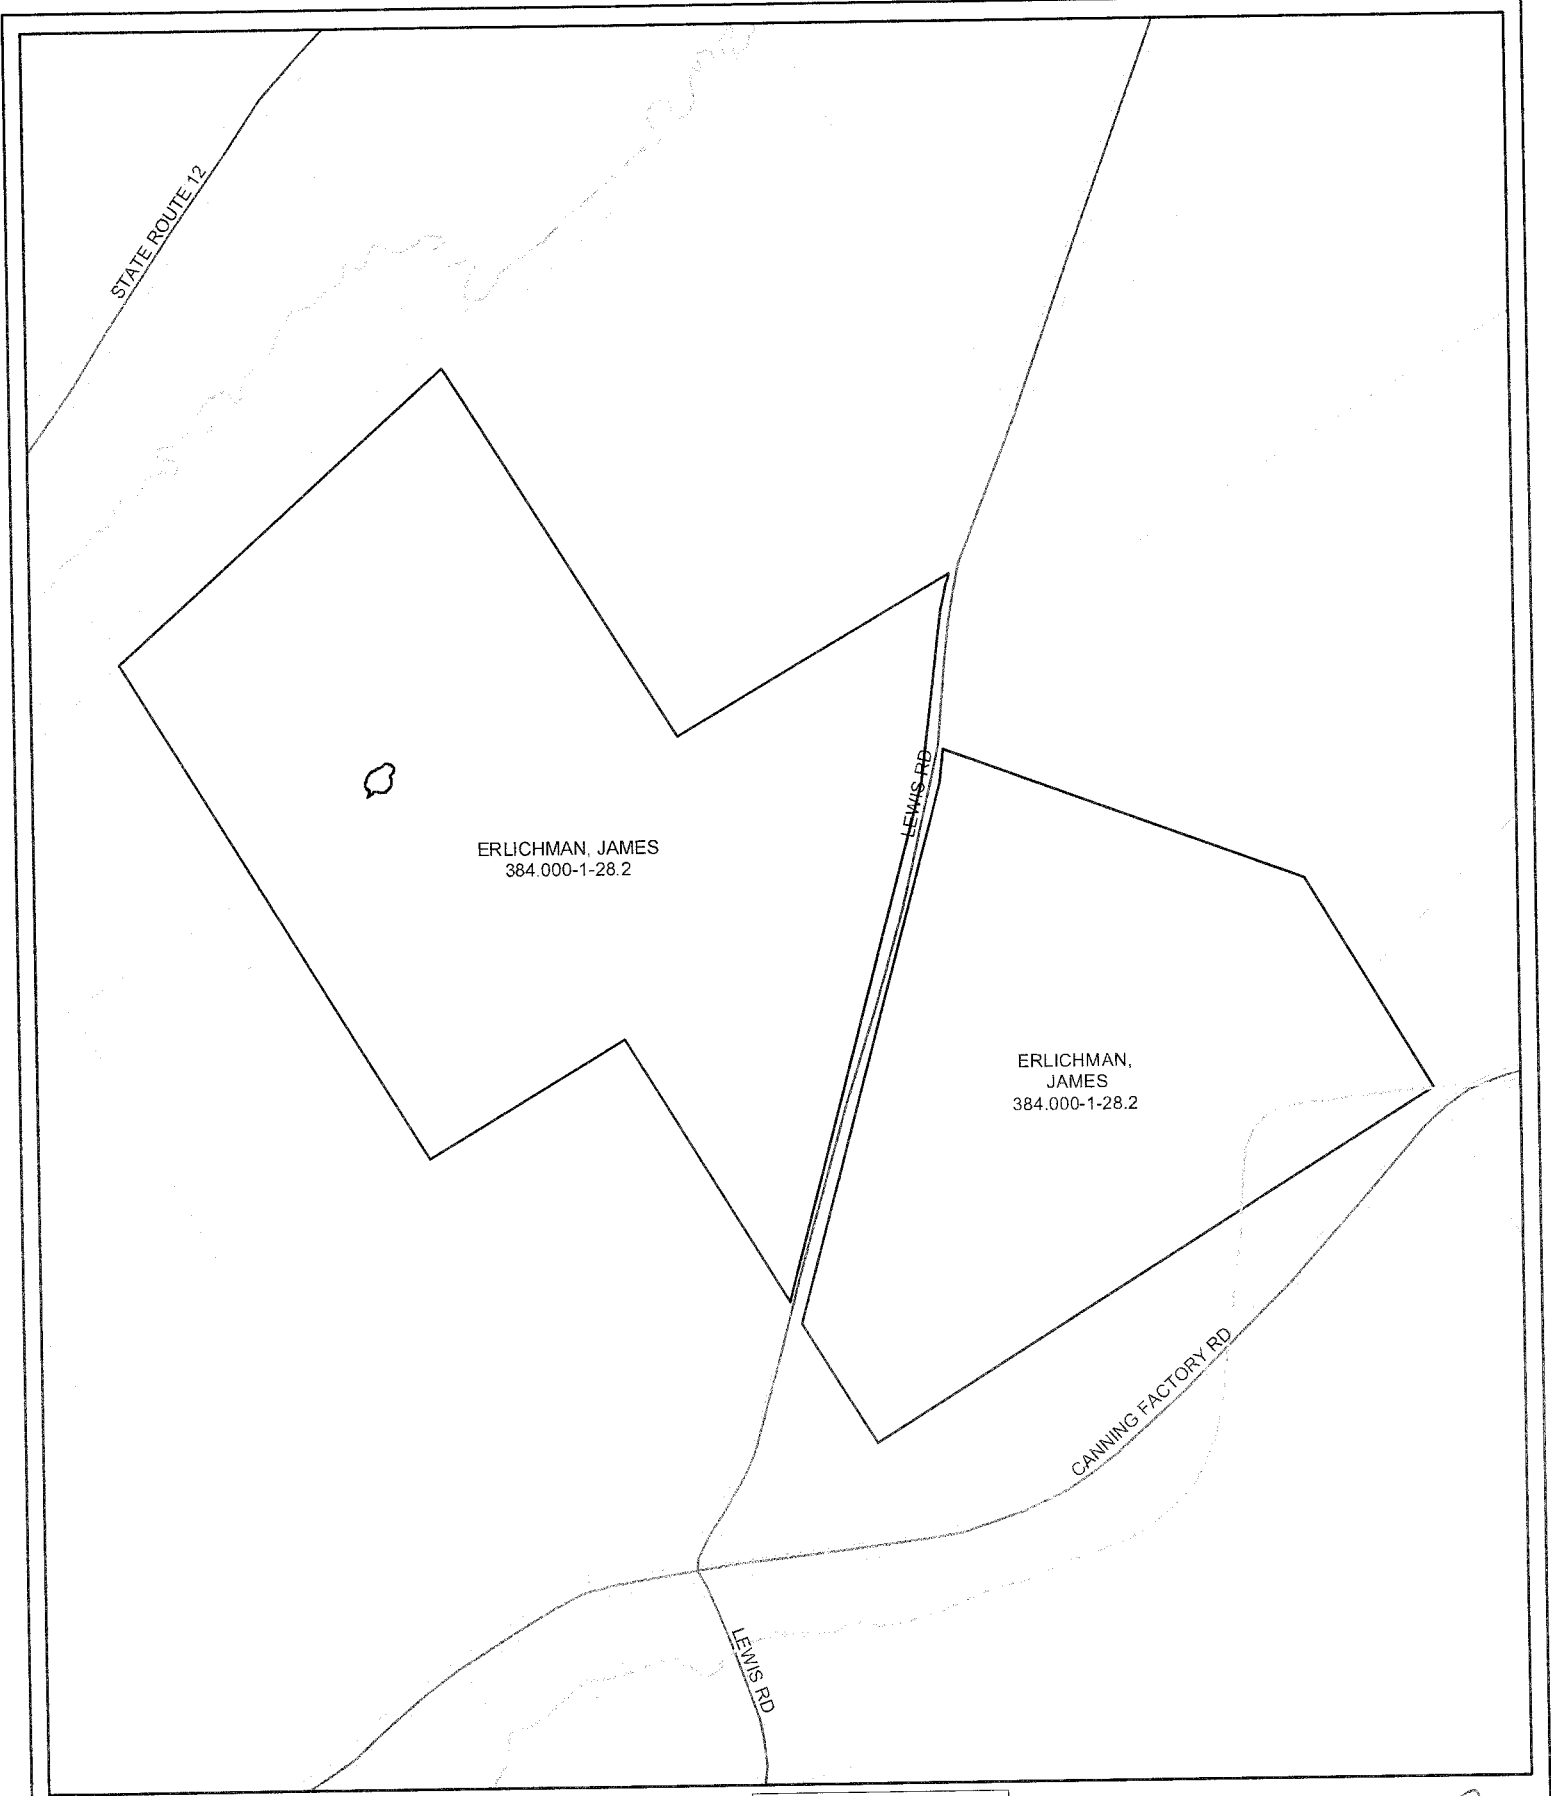 STATE ROUTE 12
LEWIS RD
ERLICHMAN, JAMES
384.000-1-28.2
ERLICHMAN,
JAMES
384.000-1-28.2
CANNING FACTORY RD
LEWIS RD